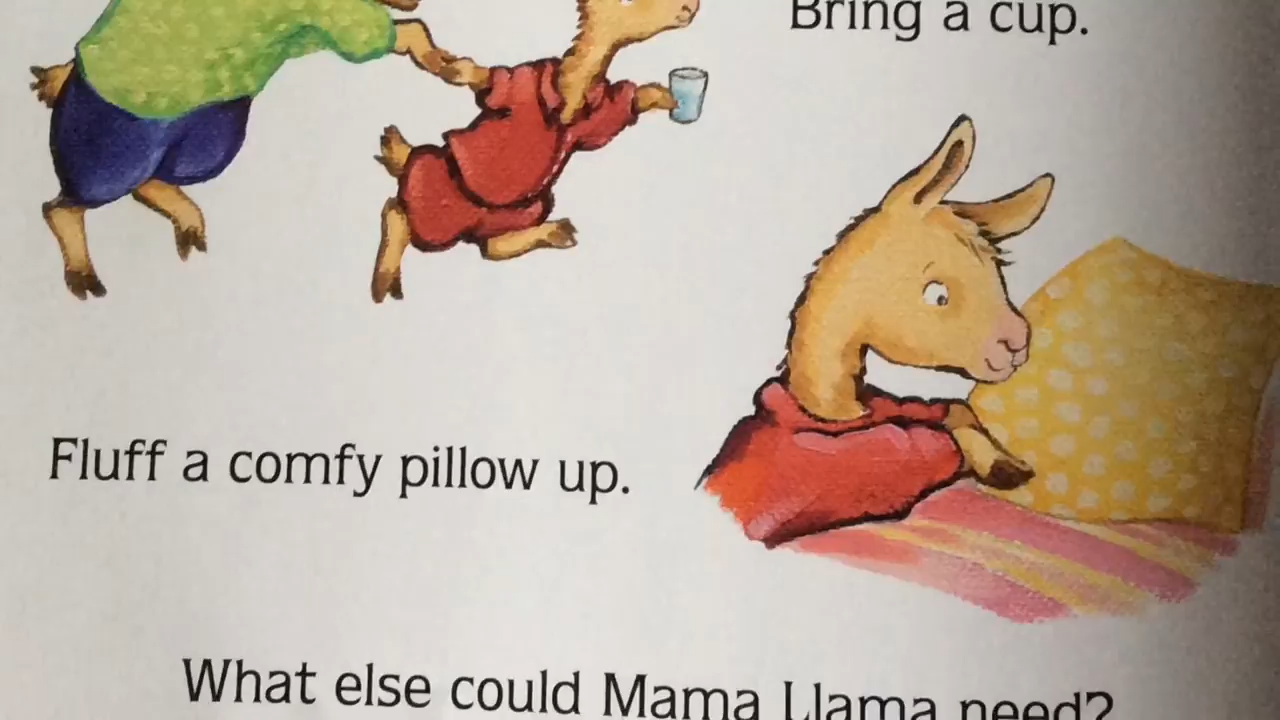 Bring a cup.
Fluff a comfy pillow up.
What else could Mama Llama need?